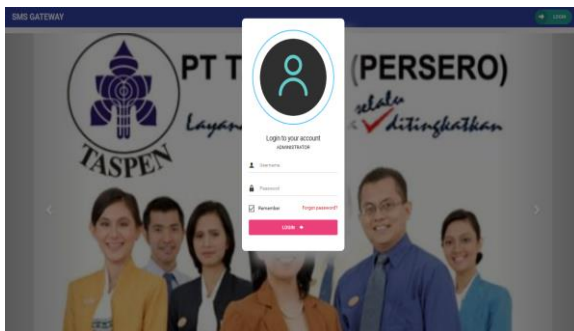 SMS GATEWAY
LOGIN
PT T (PERSERO)
Layan selalu
ditingkatkan
TASPEN
Login to your account
ADMINISTRATOR
Username
Password
Remember Forgot password?
LOGIN